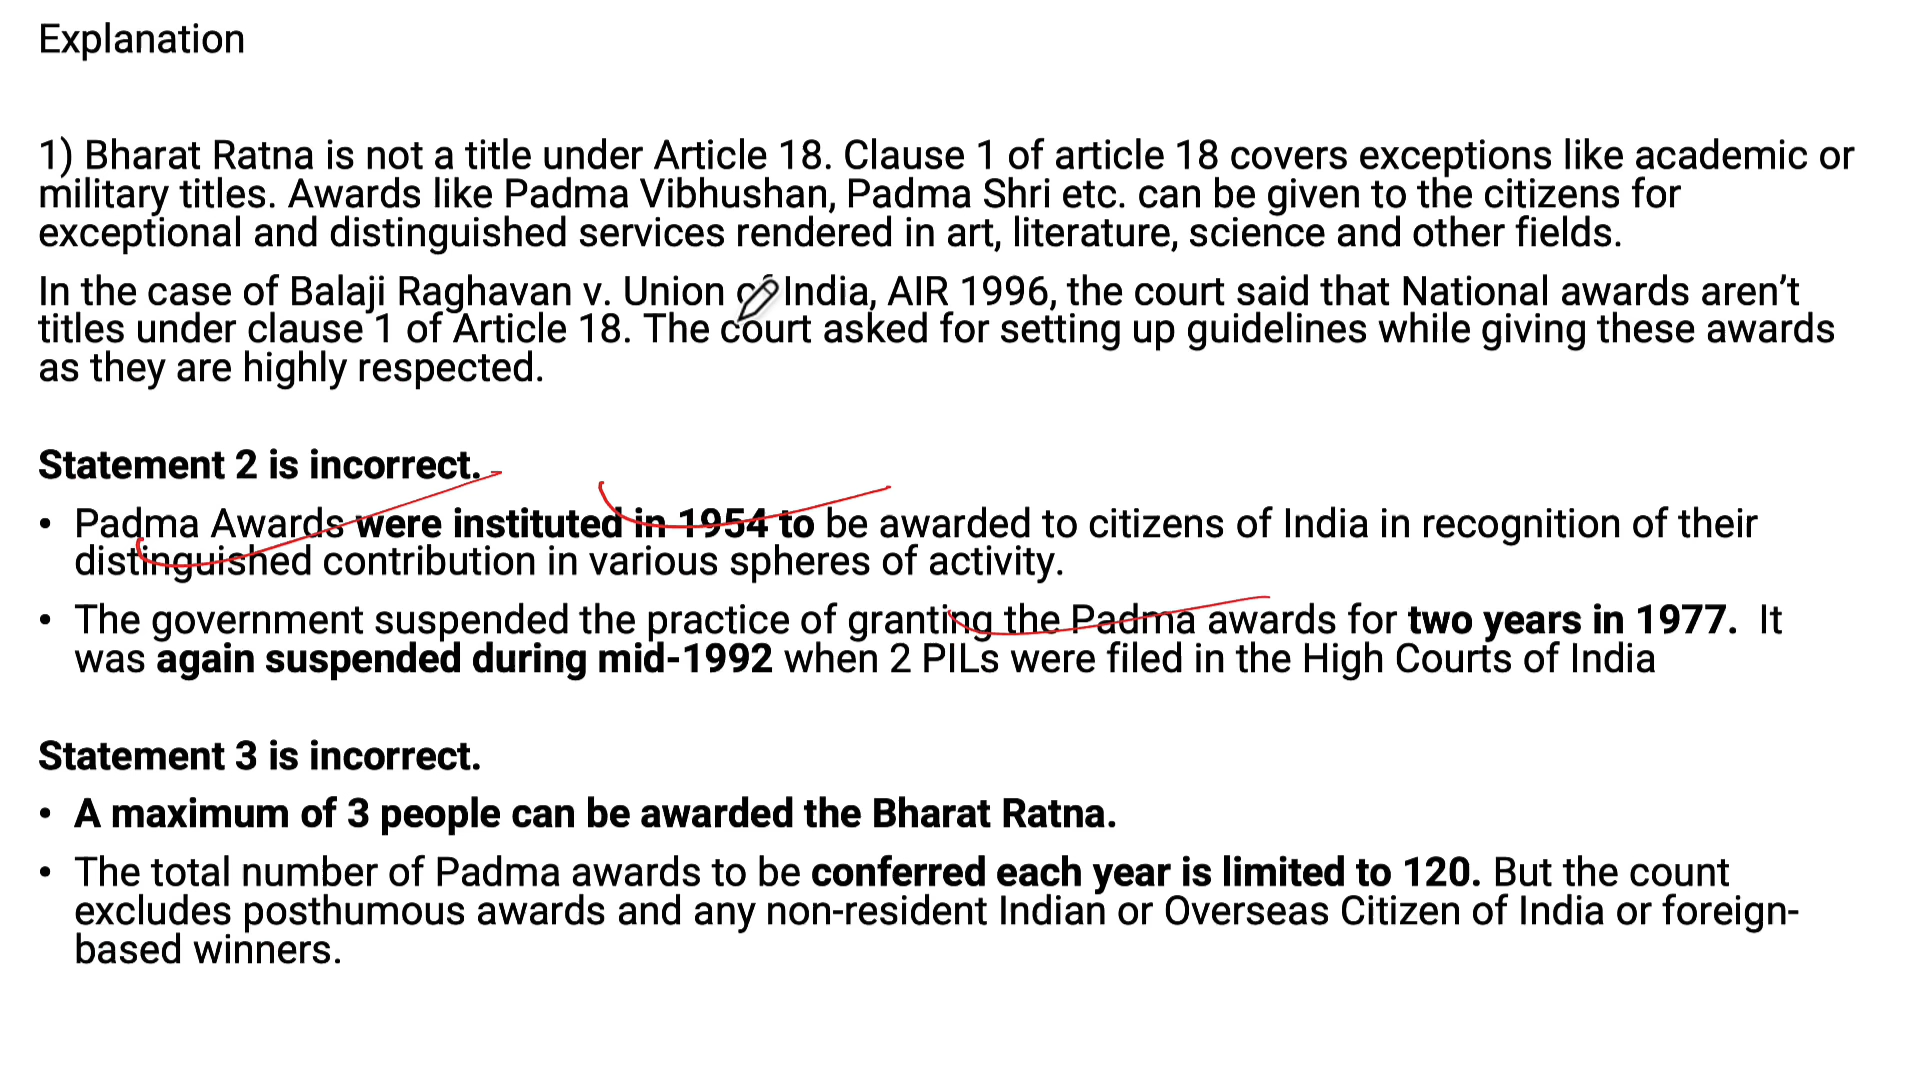 Explanation
1) Bharat Ratna is not a title under Article 18. Clause 1 of article 18 covers exceptions like academic or
military titles. Awards like Padma Vibhushan, Padma Shri etc. can be given to the citizens for
exceptional and distinguished services rendered in art, literature, science and other fields.
In the case of Balaji Raghavan v. Union of India, AIR 1996, the court said that National awards aren’t
titles under clause 1 of Article 18. The court asked for setting up guidelines while giving these awards
as they are highly respected.
Statement 2 is incorrect.
• Padma Awards were instituted in 1954 to be awarded to citizens of India in recognition of their
distinguished contribution in various spheres of activity.
• The government suspended the practice of granting the Padma awards for two years in 1977. It
was again suspended during mid-1992 when 2 PILs were filed in the High Courts of India
Statement 3 is incorrect.
• A maximum of 3 people can be awarded the Bharat Ratna.
• The total number of Padma awards to be conferred each year is limited to 120. But the count
excludes posthumous awards and any non-resident Indian or Overseas Citizen of India or foreign-
based winners.